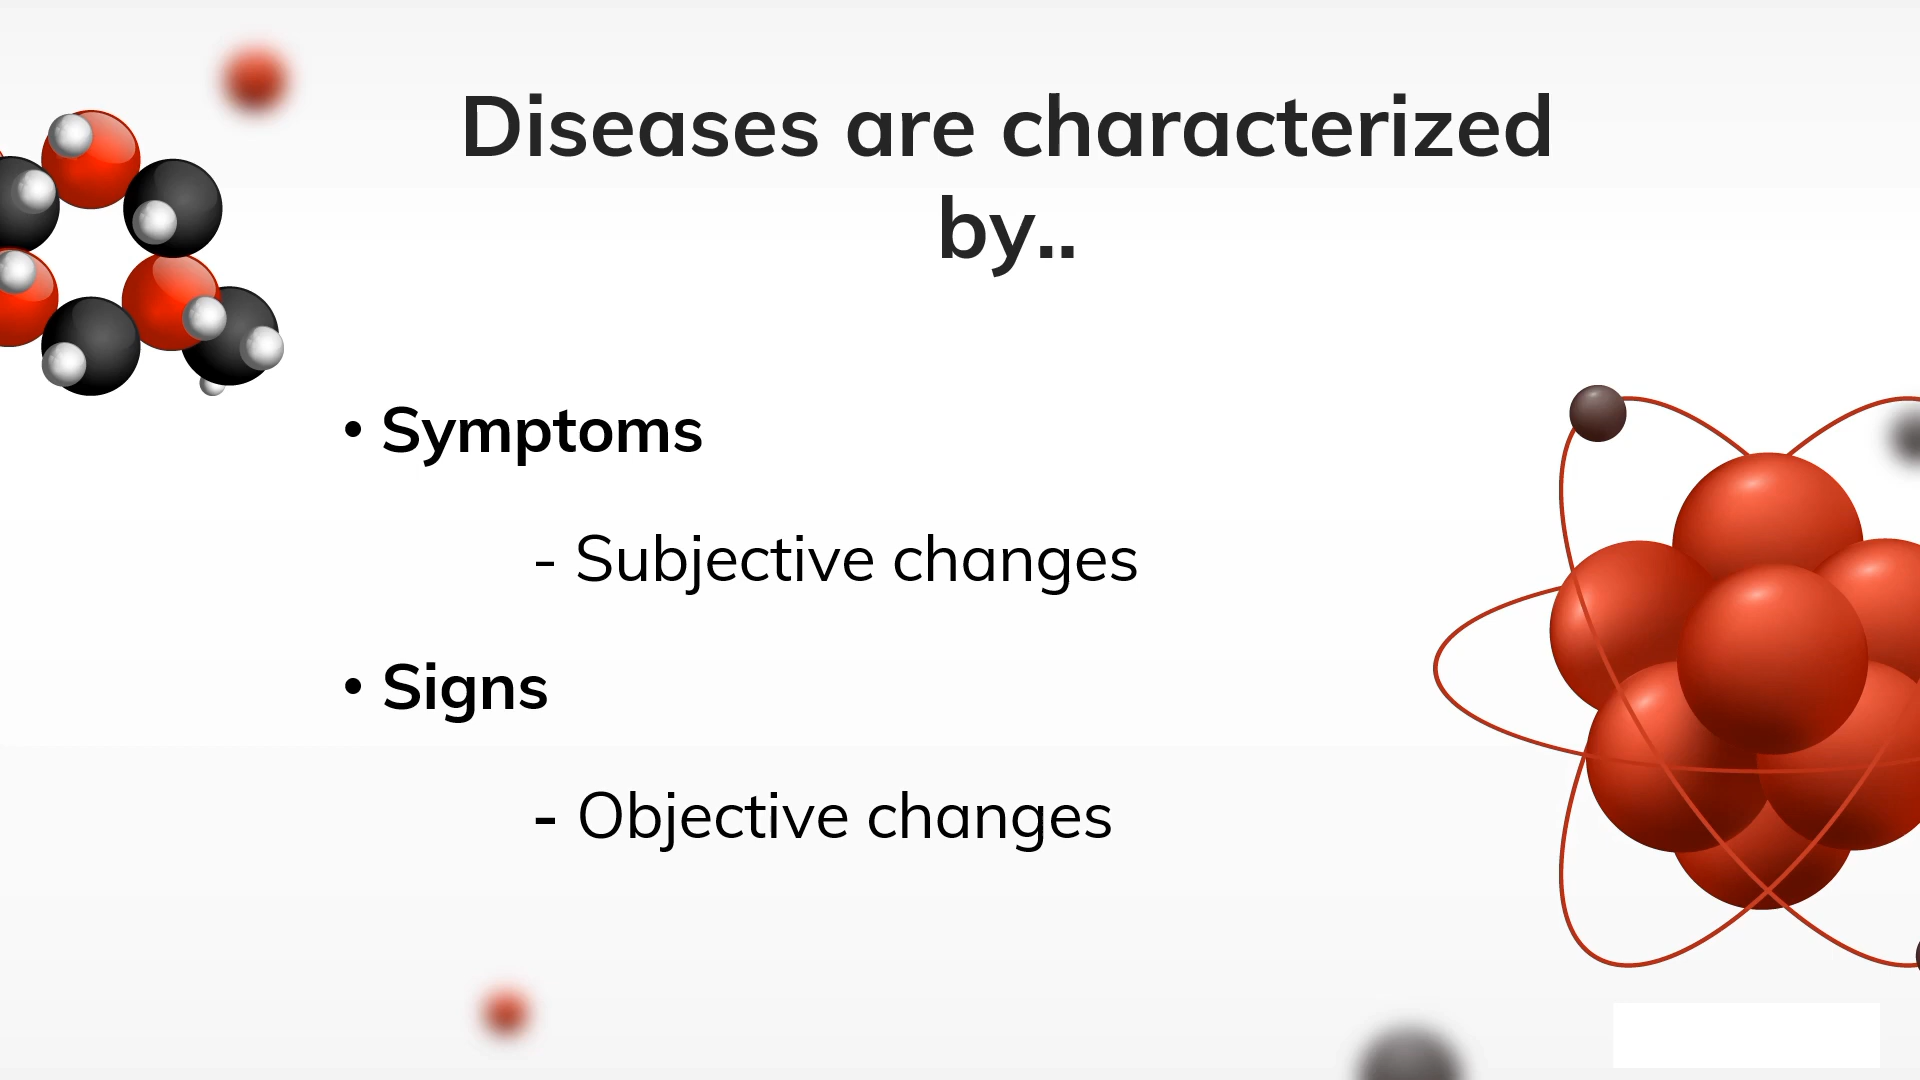 Diseases are characterized
by..
• Symptoms
- Subjective changes
• Signs
- Objective changes